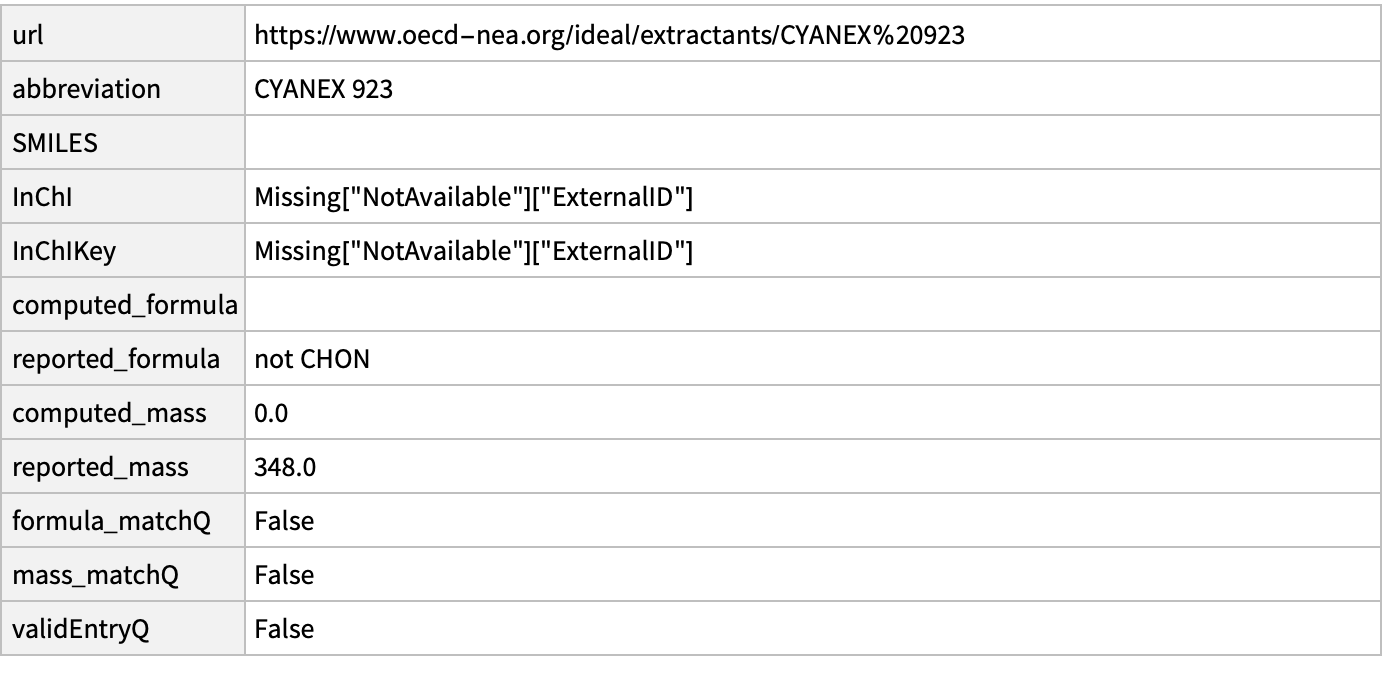 url https://www.oecd-nea.org/ideal/extractants/CYANEX%20923
abbreviation CYANEX 923
SMILES
InChI Missing["NotAvailable"]["ExternalID"]
InChIKey Missing["NotAvailable"]["ExternalID"]
computed_formula
reported_formula not CHON
computed_mass 0.0
reported_mass 348.0
formula_matchQ False
mass_matchQ False
validEntryQ False